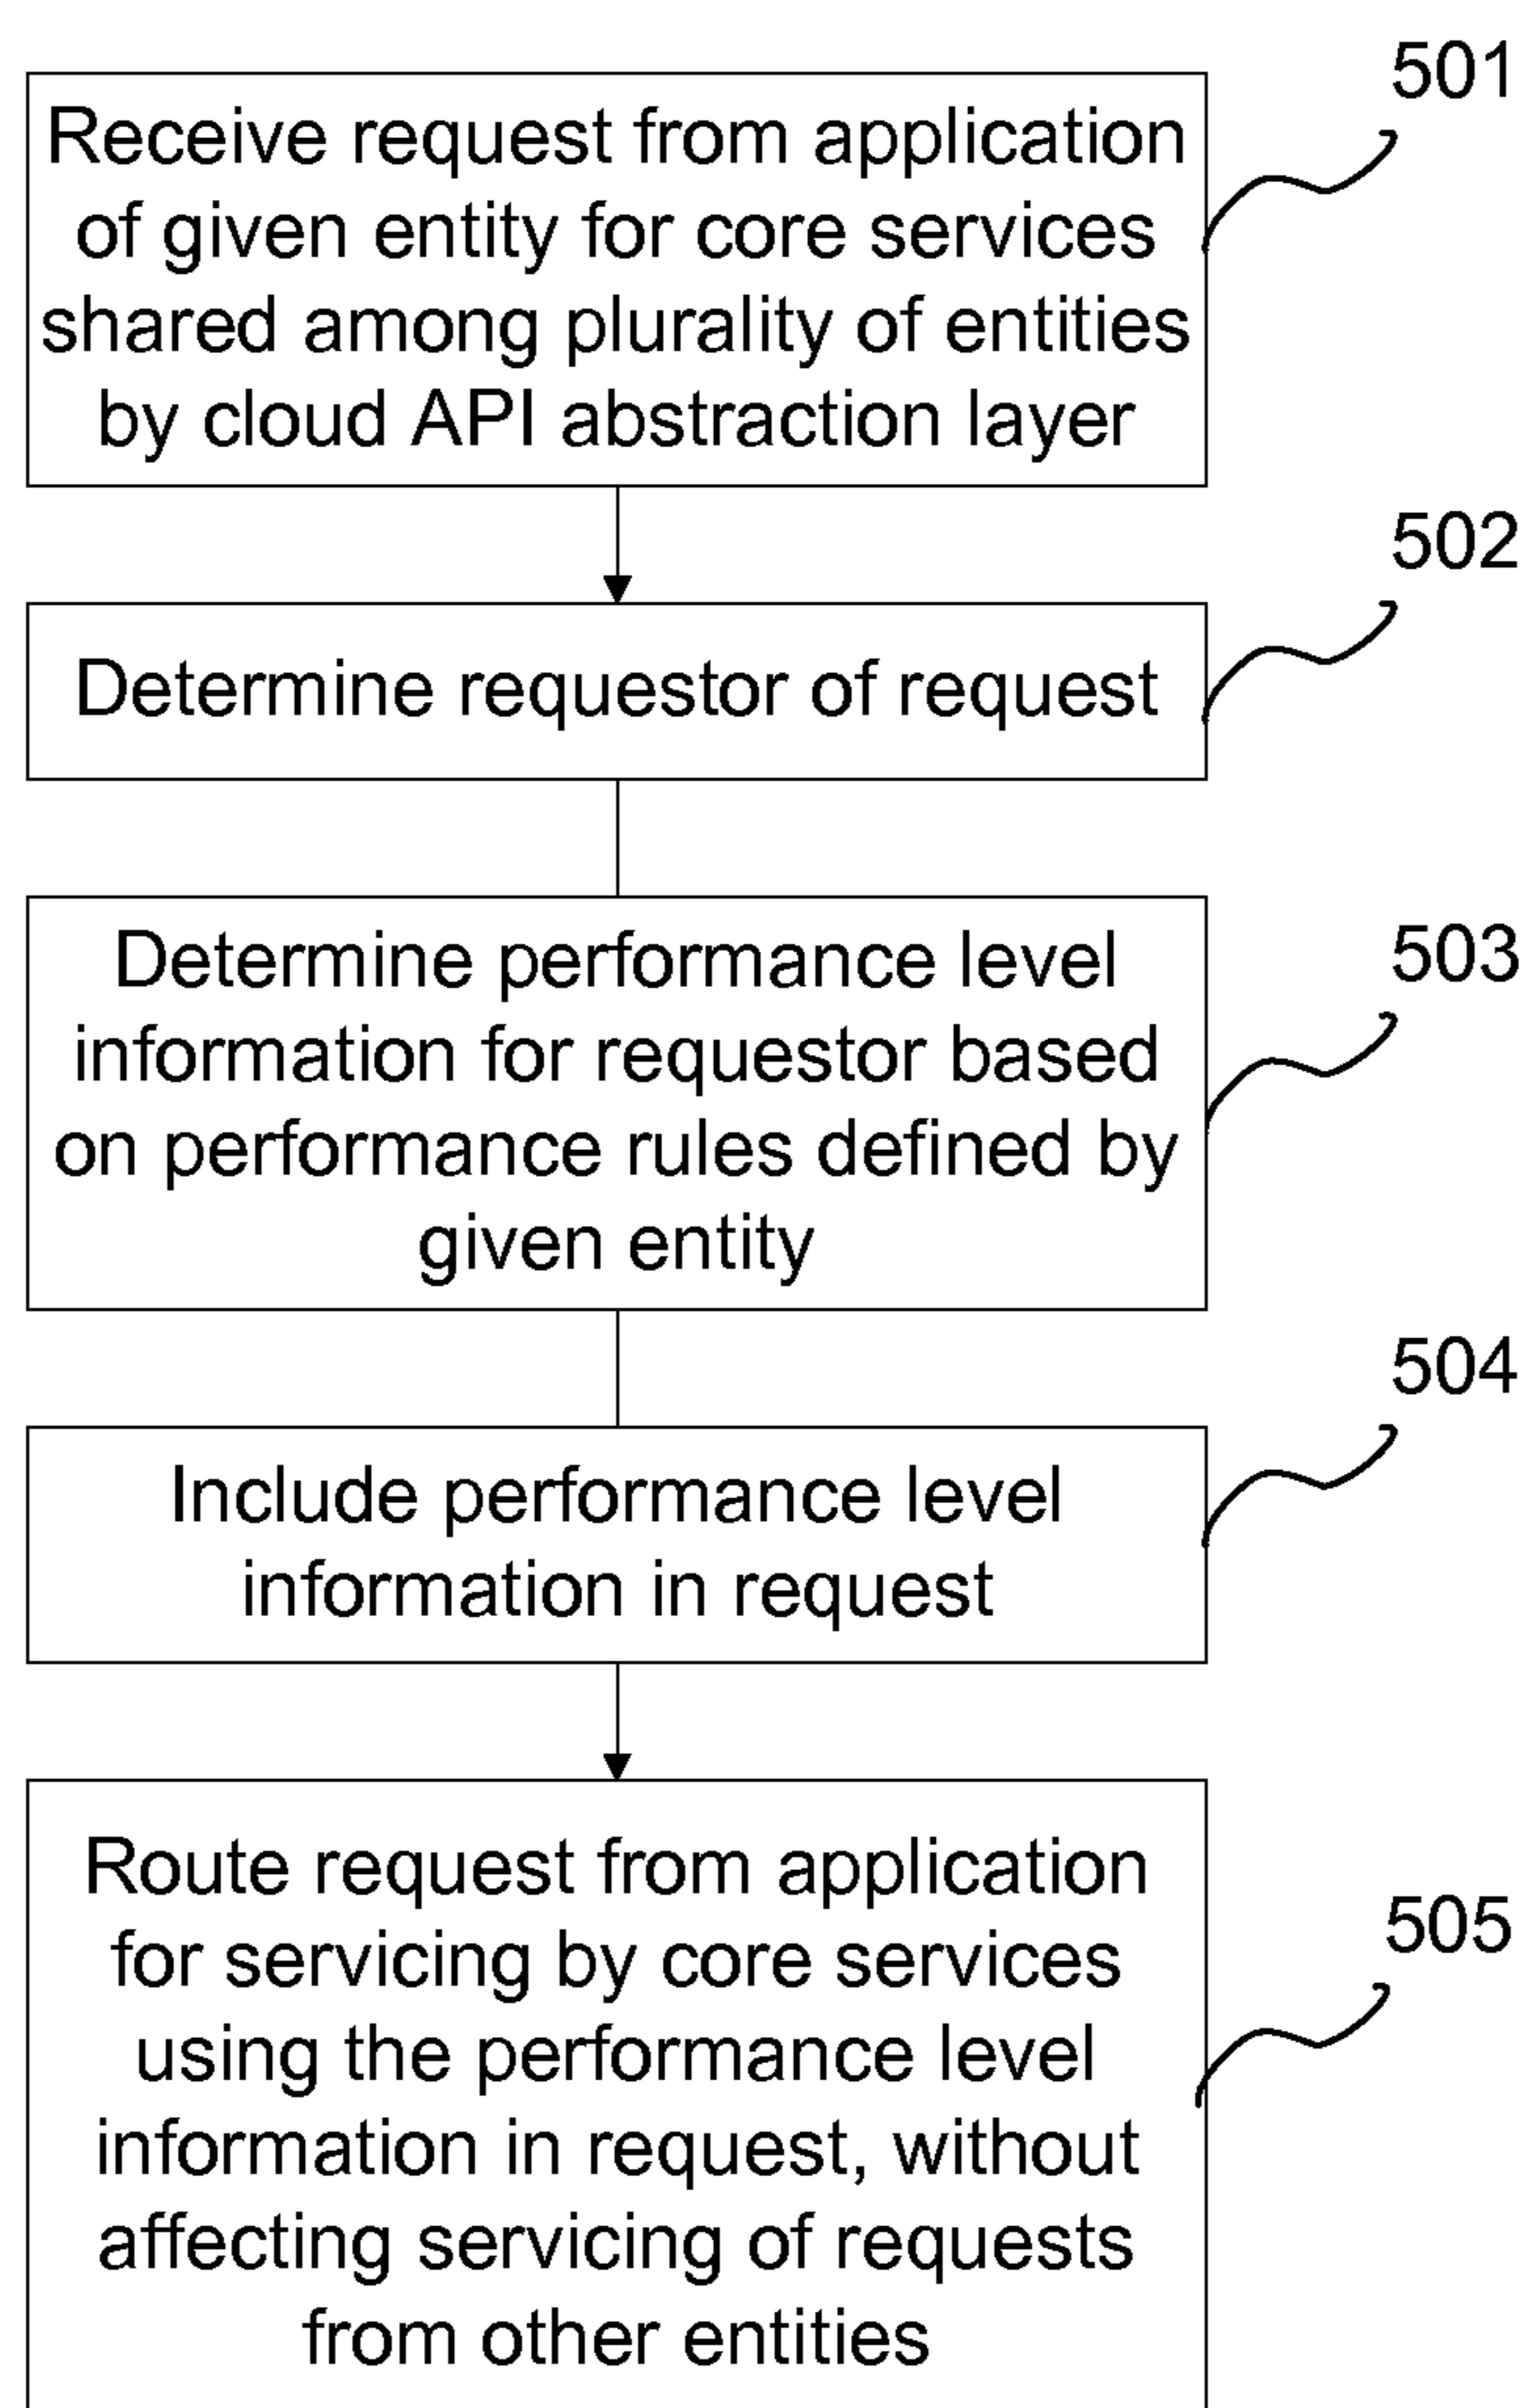 501
Receive request from application
of given entity for core services
shared among plurality of entities
by cloud API abstraction layer
502
Determine requestor of request
503
Determine performance level
information for requestor based
on performance rules defined by
given entity
504
Include performance level
information in request
505
Route request from application
for servicing by core services
using the performance level
information in request, without
affecting servicing of requests
from other entities